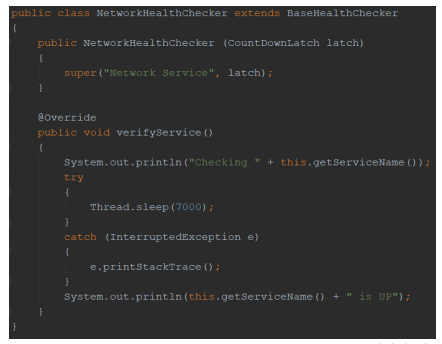 public class NetworkHealthChecker extends BaseHealthChecker
{
    public NetworkHealthChecker (CountDownLatch latch)
    {
        super("Network Service", latch);
    }

    @Override
    public void verifyService()
    {
        System.out.println("Checking " + this.getServiceName());
        try
        {
            Thread.sleep(7000);
        }
        catch (InterruptedException e)
        {
            e.printStackTrace();
        }
        System.out.println(this.getServiceName() + " is UP");
    }
}